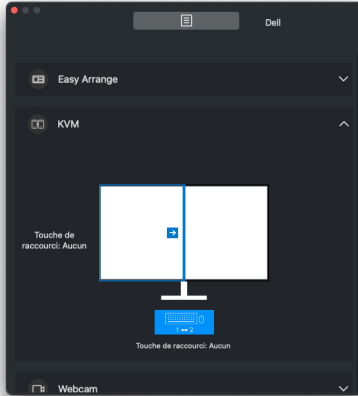 Dell
Easy Arrange
KVM
Touche de
raccourci: Aucun
1 ↔ 2
Touche de raccourci: Aucun
Webcam